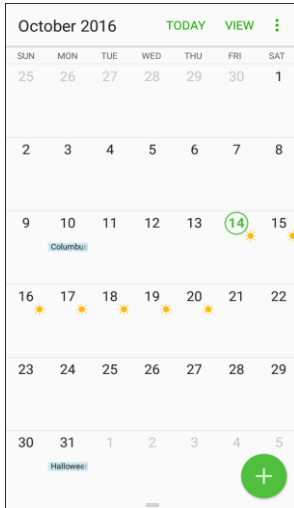 October 2016 TODAY VIEW
SUN MON TUE WED THU FRI SAT
25 26 27 28 29 30 1
2 3 4 5 6 7 8
9 10 11 12 13 14 15
Columbu
16 17 18 19 20 21 22
23 24 25 26 27 28 29
30 31 1 2 3 4 5
Hallowee